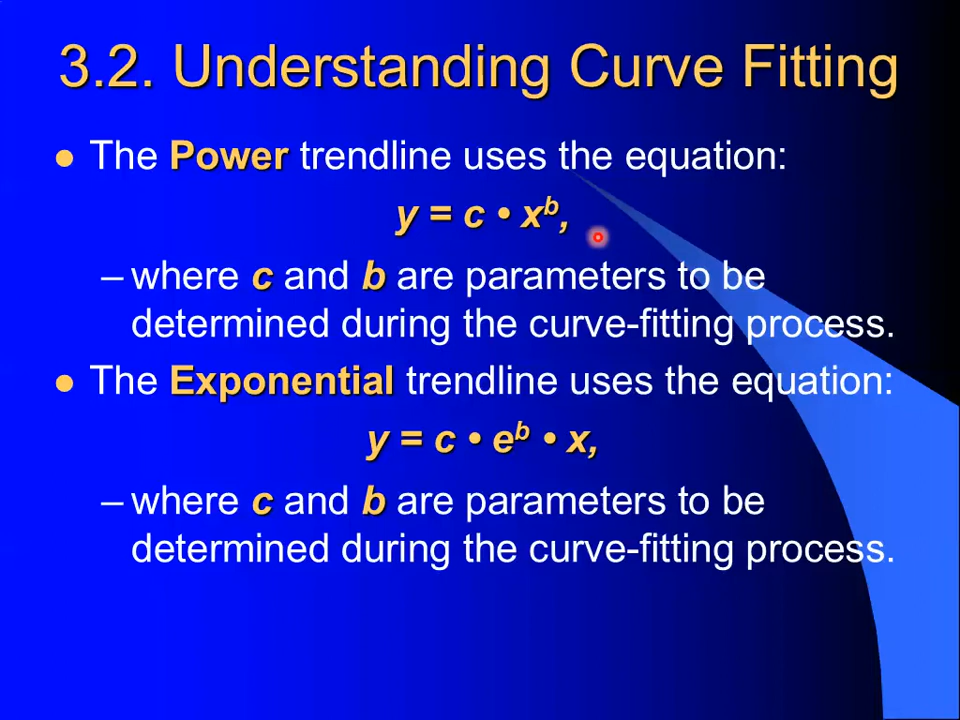 3.2. Understanding Curve Fitting
● The Power trendline uses the equation:
y = c • xᵇ,
– where c and b are parameters to be
determined during the curve-fitting process.
● The Exponential trendline uses the equation:
y = c • eᵇ • x,
– where c and b are parameters to be
determined during the curve-fitting process.